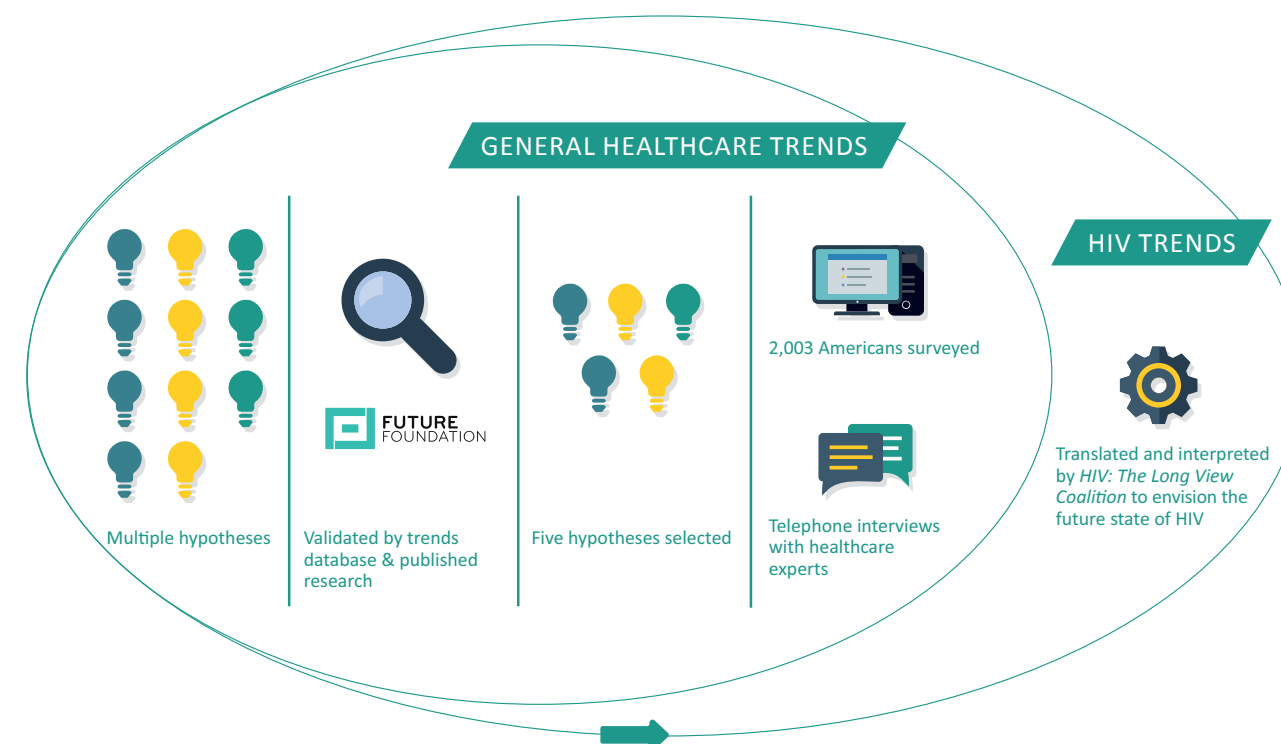 GENERAL HEALTHCARE TRENDS
HIV TRENDS
Multiple hypotheses
FUTURE
FOUNDATION
Validated by trends
database & published
research
Five hypotheses selected
2,003 Americans surveyed
Telephone interviews
with healthcare
experts
Translated and interpreted
by HIV: The Long View
Coalition to envision the
future state of HIV